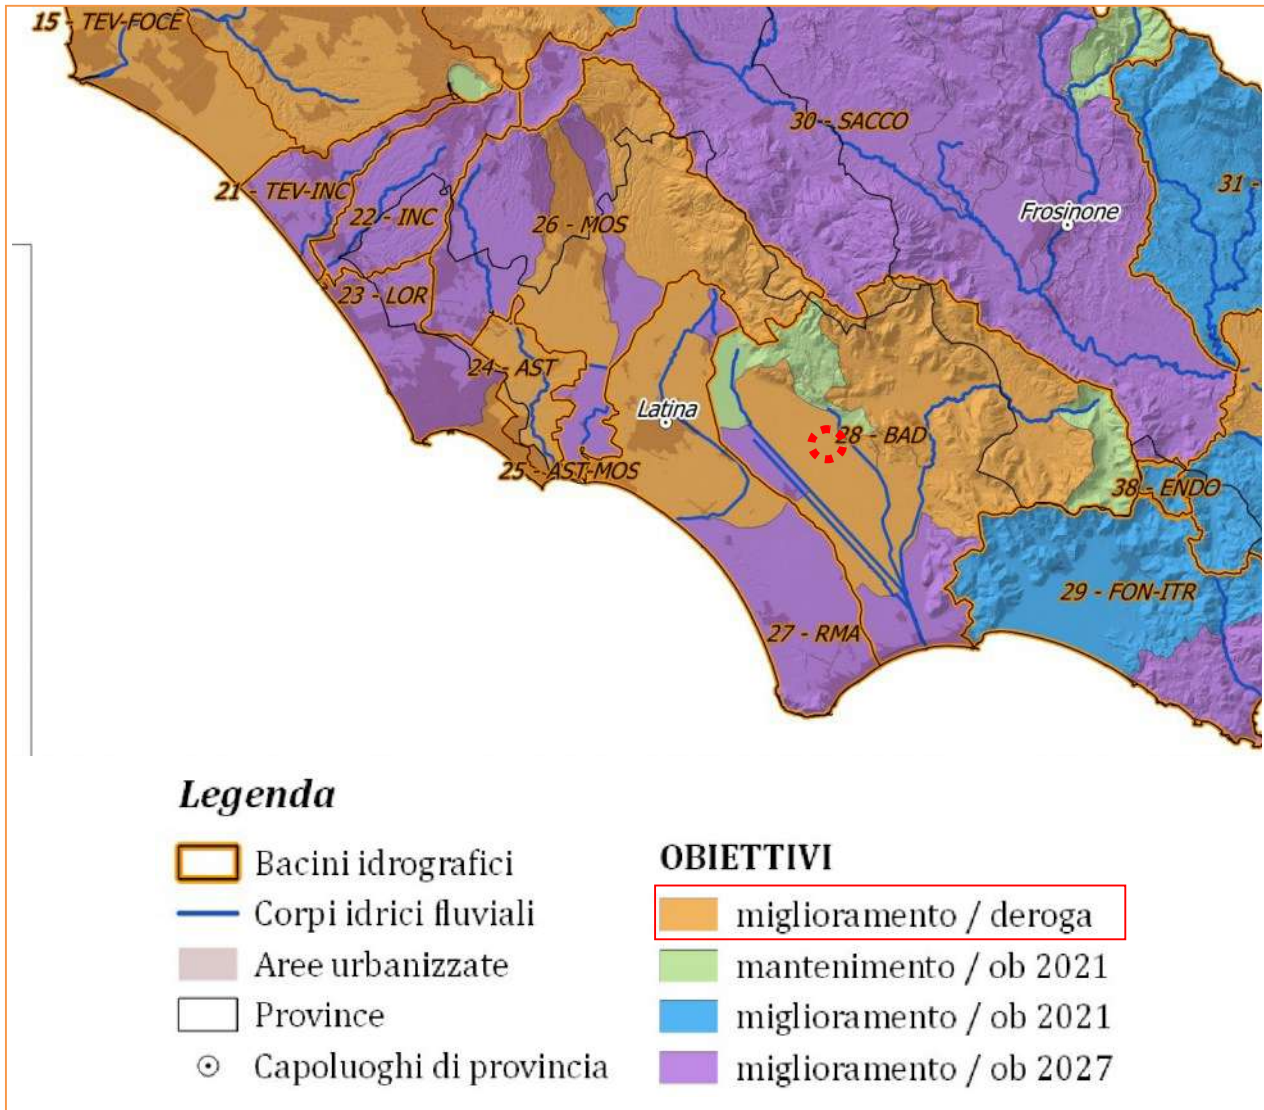 15 - TEV-FOCE
30 - SACCO
21 - TEV-INC
22 - INC
31 -
Frosinone
26 - MOS
23 - LOR
24 - AST
Latina
28 - BAD
25 - AST-MOS
38 - ENDO
29 - FON-ITR
27 - RMA
Legenda
Bacini idrografici
Corpi idrici fluviali
Aree urbanizzate
Province
Capoluoghi di provincia
OBIETTIVI
miglioramento / deroga
mantenimento / ob 2021
miglioramento / ob 2021
miglioramento / ob 2027